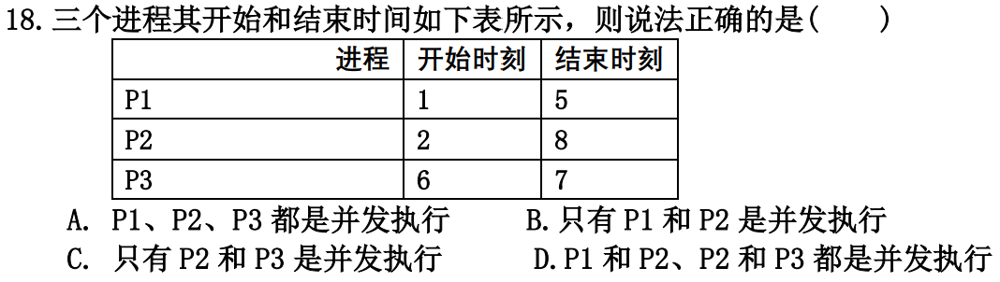 18.三个进程其开始和结束时间如下表所示，则说法正确的是(    )
进程 开始时刻 结束时刻
P1 1 5
P2 2 8
P3 6 7
A. P1、P2、P3 都是并发执行 B.只有 P1 和 P2 是并发执行
C. 只有 P2 和 P3 是并发执行 D.P1 和 P2、P2 和 P3 都是并发执行